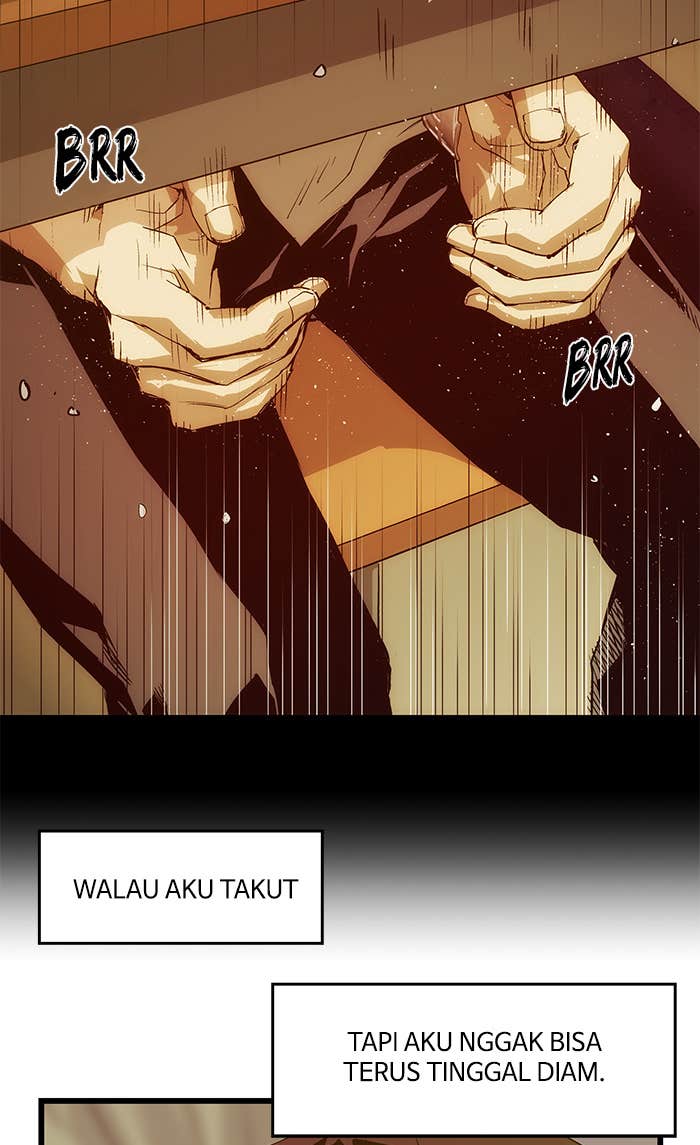 BRR
BRR
WALAU AKU TAKUT
TAPI AKU NGGAK BISA
TERUS TINGGAL DIAM.